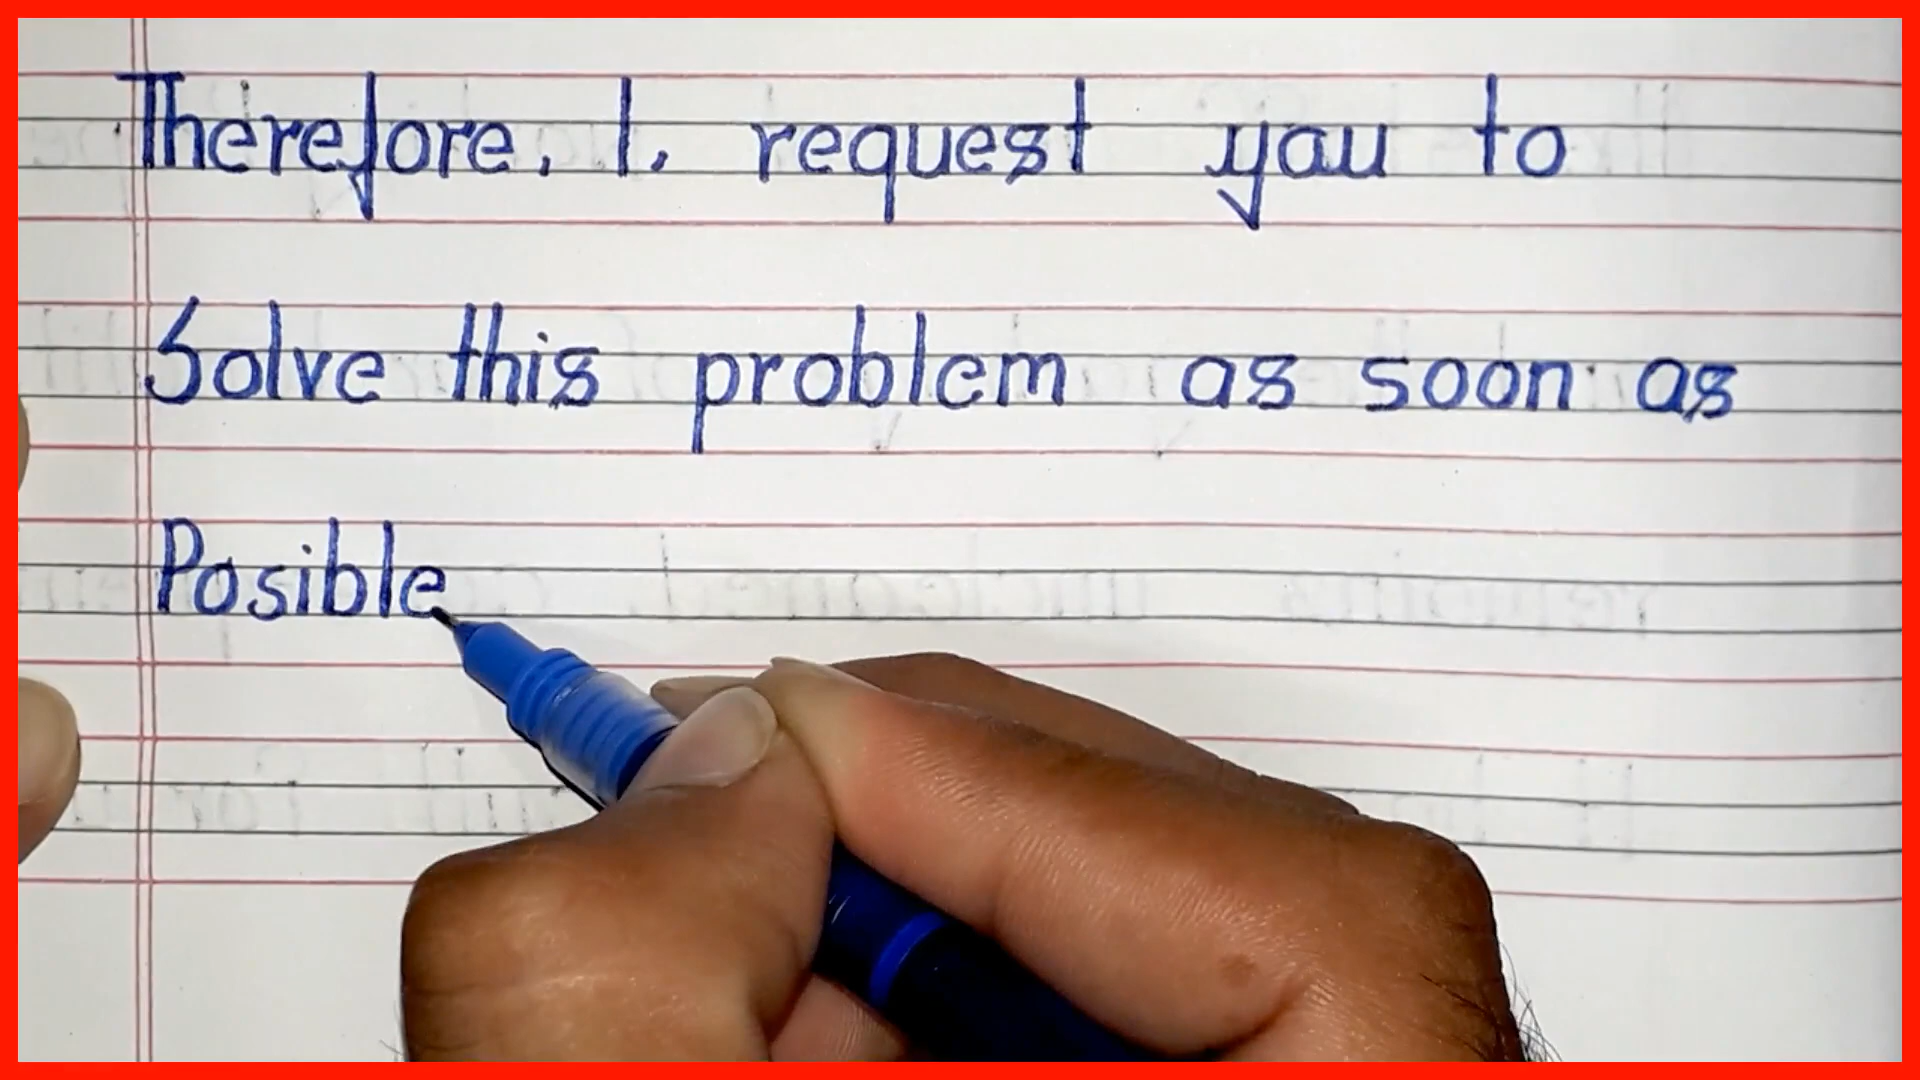 Therefore, I, request you to
Solve this problem as soon as
Posible